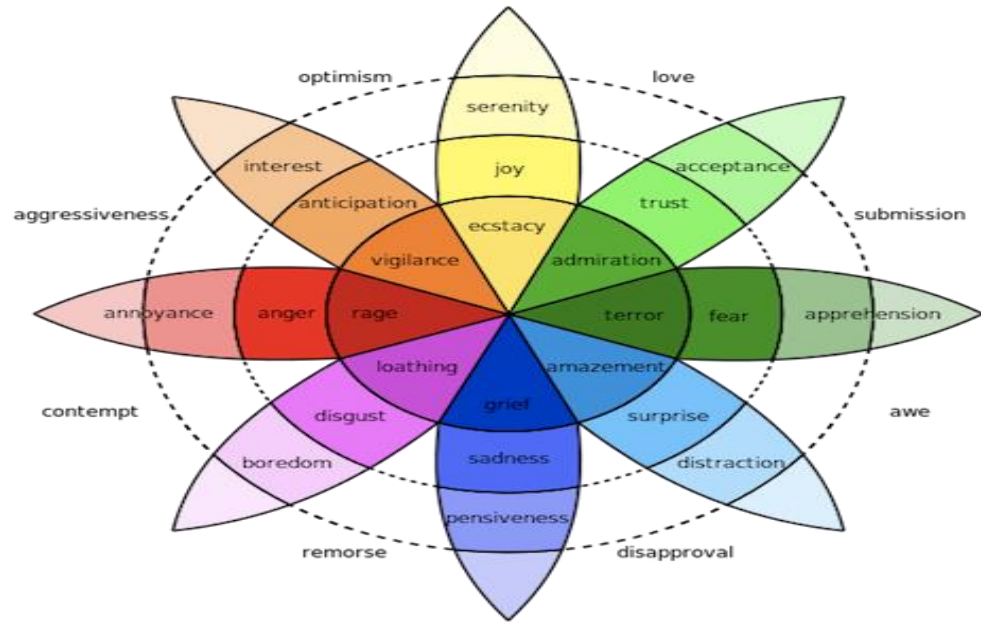 optimism
love
serenity
interest
acceptance
joy
anticipation
trust
aggressiveness
submission
ecstacy
vigilance
admiration
annoyance
anger
rage
terror
fear
apprehension
loathing
amazement
contempt
disgust
grief
surprise
awe
boredom
sadness
distraction
pensiveness
remorse
disapproval